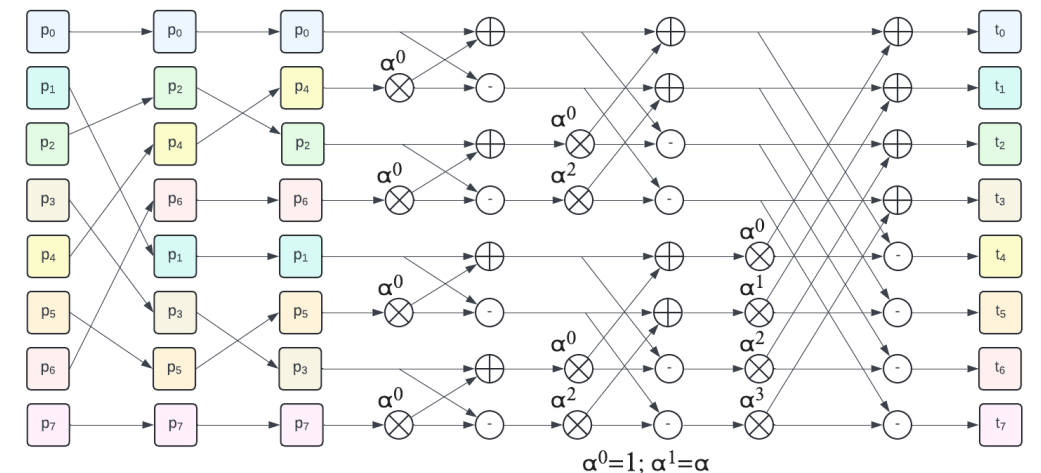 p₀ p₀ p₀ t₀
α⁰
p₁ p₂ p₄ - t₁
α⁰
p₂ p₄ p₂ - t₂
α⁰ α²
p₃ p₆ p₆ - - t₃
α⁰
p₄ p₁ p₁ - t₄
α⁰ α¹
p₅ p₃ p₅ - - t₅
α⁰ α²
p₆ p₅ p₃ - - t₆
α⁰ α² α³
p₇ p₇ p₇ - - - t₇
α⁰=1; α¹=α